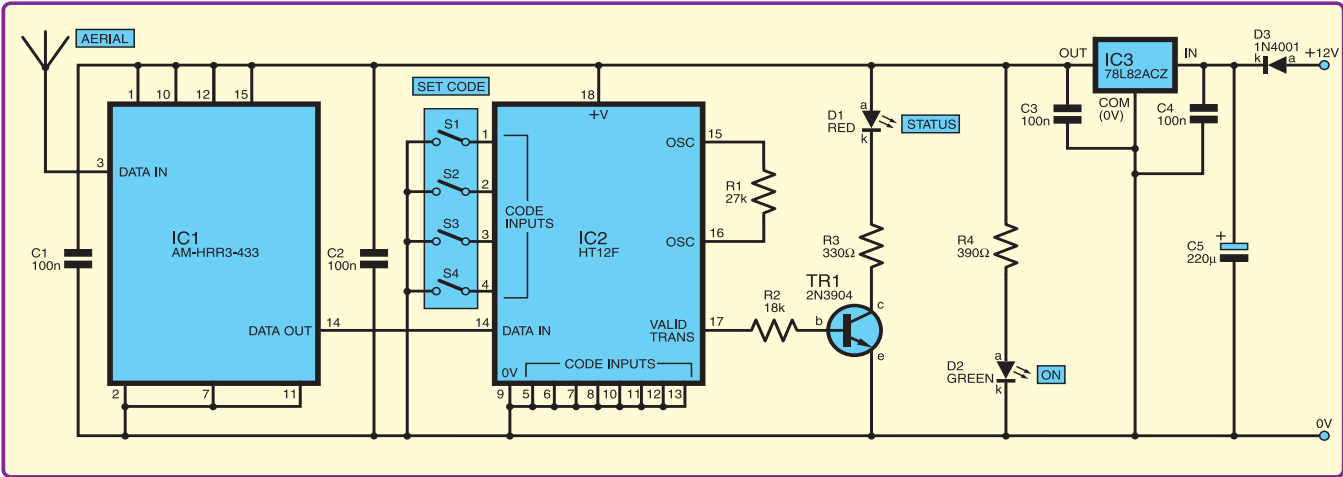 AERIAL
1
10
12
15
3
DATA IN
IC1
AM-HRR3-433
DATA OUT
14
2
7
11
C1
100n
C2
100n
SET CODE
S1
S2
S3
S4
1
2
3
4
18
+V
CODE
INPUTS
IC2
HT12F
OSC
15
OSC
16
R1
27k
14
DATA IN
VALID
TRANS
17
CODE INPUTS
0V
9
5
6
7
8
10
11
12
13
R2
18k
TR1
2N3904
b
c
e
D1
RED
a
k
STATUS
R3
330Ω
R4
390Ω
D2
GREEN
a
k
ON
OUT
IC3
78L82ACZ
IN
COM
(0V)
C3
100n
C4
100n
D3
1N4001
k
a
+12V
+
C5
220µ
0V